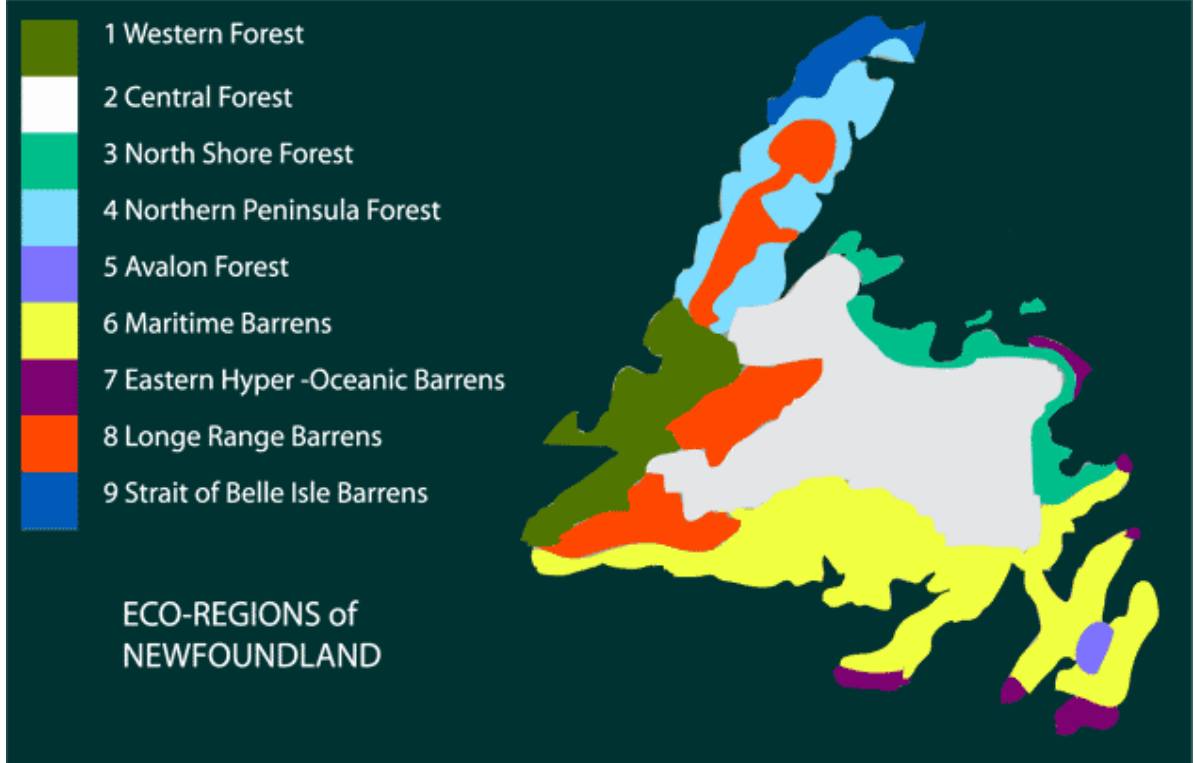 1 Western Forest
2 Central Forest
3 North Shore Forest
4 Northern Peninsula Forest
5 Avalon Forest
6 Maritime Barrens
7 Eastern Hyper -Oceanic Barrens
8 Longe Range Barrens
9 Strait of Belle Isle Barrens
ECO-REGIONS of
NEWFOUNDLAND